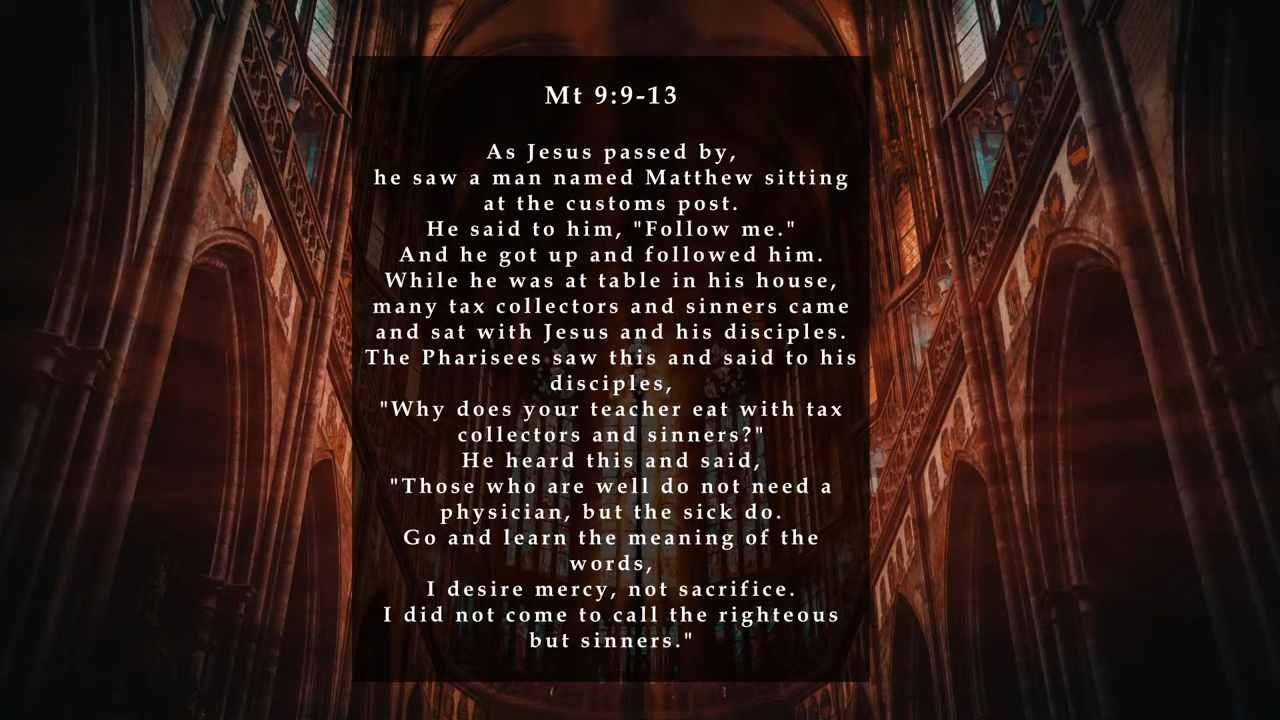 Mt 9:9-13
As Jesus passed by,
he saw a man named Matthew sitting
at the customs post.
He said to him, "Follow me."
And he got up and followed him.
While he was at table in his house,
many tax collectors and sinners came
and sat with Jesus and his disciples.
The Pharisees saw this and said to his
disciples,
"Why does your teacher eat with tax
collectors and sinners?"
He heard this and said,
"Those who are well do not need a
physician, but the sick do.
Go and learn the meaning of the
words,
I desire mercy, not sacrifice.
I did not come to call the righteous
but sinners."